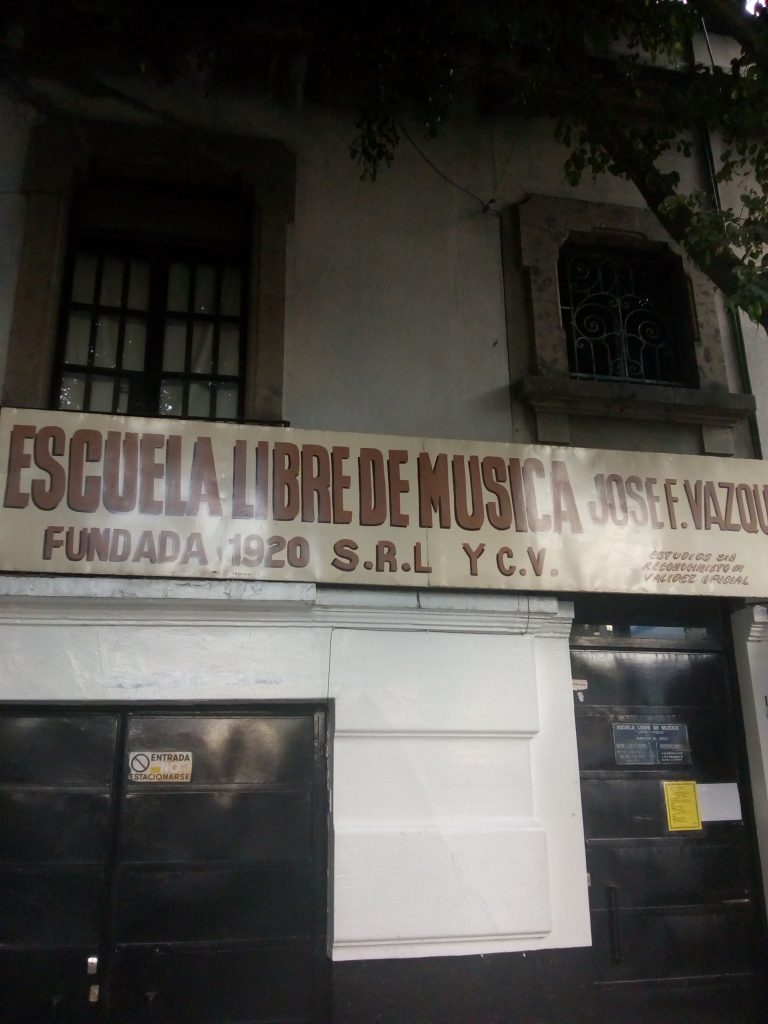 ESCUELA LIBRE DE MUSICA JOSE F. VAZQU
FUNDADA 1920 S.R.L Y C.V.
ESTUDIOS SIN
RECONOCIMIENTO DE
VALIDEZ OFICIAL
ENTRADA
NO
ESTACIONARSE
ESCUELA LIBRE DE MUSICA